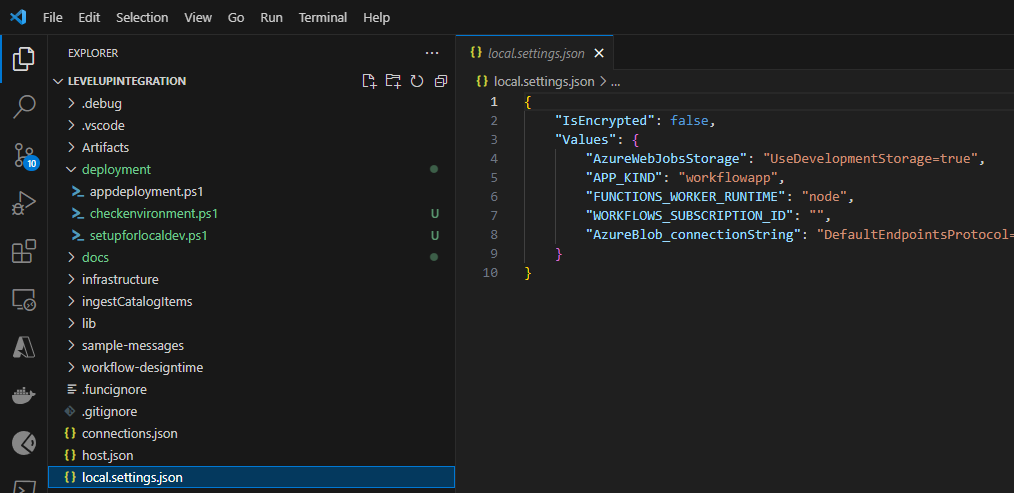 File Edit Selection View Go Run Terminal Help
EXPLORER ...
LEVELUPINTEGRATION
.debug
.vscode
Artifacts
deployment
appdeployment.ps1
checkenvironment.ps1 U
setupforlocaldev.ps1 U
docs
infrastructure
ingestCatalogItems
lib
sample-messages
workflow-designtime
.funcignore
.gitignore
{} connections.json
{} host.json
{} local.settings.json
10
{} local.settings.json
{} local.settings.json > ...
1 {
2 "IsEncrypted": false,
3 "Values": {
4 "AzureWebJobsStorage": "UseDevelopmentStorage=true",
5 "APP_KIND": "workflowapp",
6 "FUNCTIONS_WORKER_RUNTIME": "node",
7 "WORKFLOWS_SUBSCRIPTION_ID": "",
8 "AzureBlob_connectionString": "DefaultEndpointsProtocol=
9 }
10 }